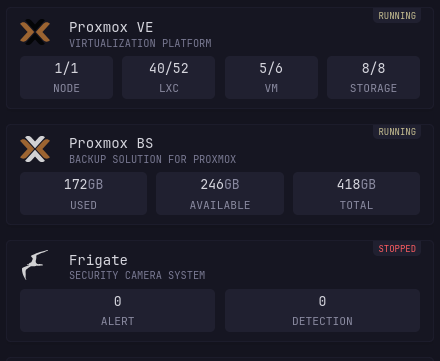 RUNNING
Proxmox VE
VIRTUALIZATION PLATFORM
1/1 40/52 5/6 8/8
NODE LXC VM STORAGE
RUNNING
Proxmox BS
BACKUP SOLUTION FOR PROXMOX
172GB 246GB 418GB
USED AVAILABLE TOTAL
STOPPED
Frigate
SECURITY CAMERA SYSTEM
0 0
ALERT DETECTION